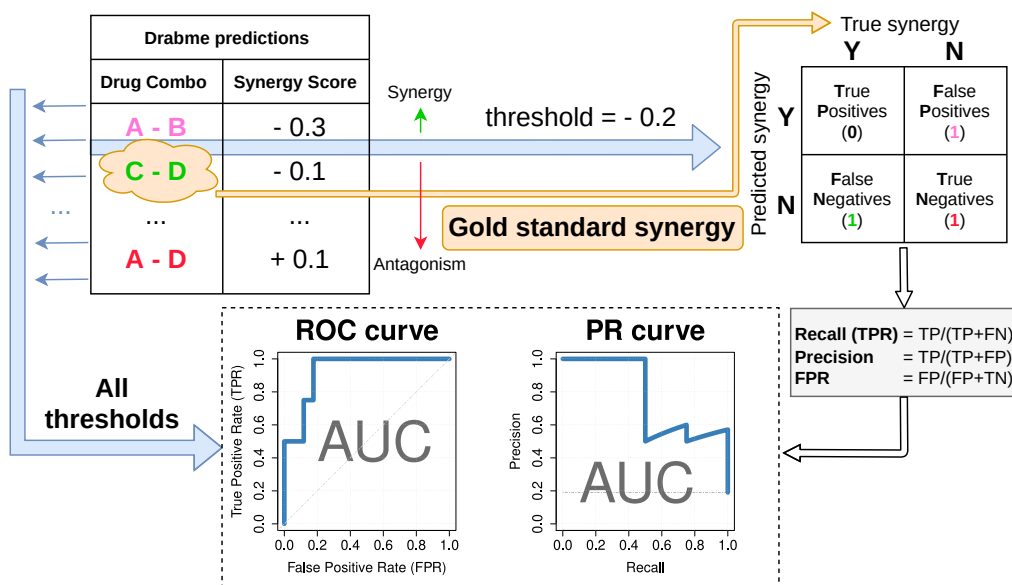 Drabme predictions
Drug Combo
Synergy Score
A - B
- 0.3
C - D
- 0.1
...
...
A - D
+ 0.1
...
Synergy
Antagonism
threshold = - 0.2
Gold standard synergy
True synergy
Y
N
Predicted synergy
Y
N
True
Positives
(0)
False
Positives
(1)
False
Negatives
(1)
True
Negatives
(1)
Recall (TPR) = TP/(TP+FN)
Precision = TP/(TP+FP)
FPR = FP/(FP+TN)
All
thresholds
ROC curve
True Positive Rate (TPR)
1.0
0.8
0.6
0.4
0.2
0.0
AUC
0.0 0.2 0.4 0.6 0.8 1.0
False Positive Rate (FPR)
PR curve
Precision
1.0
0.8
0.6
0.4
0.2
0.0
AUC
0.0 0.2 0.4 0.6 0.8 1.0
Recall